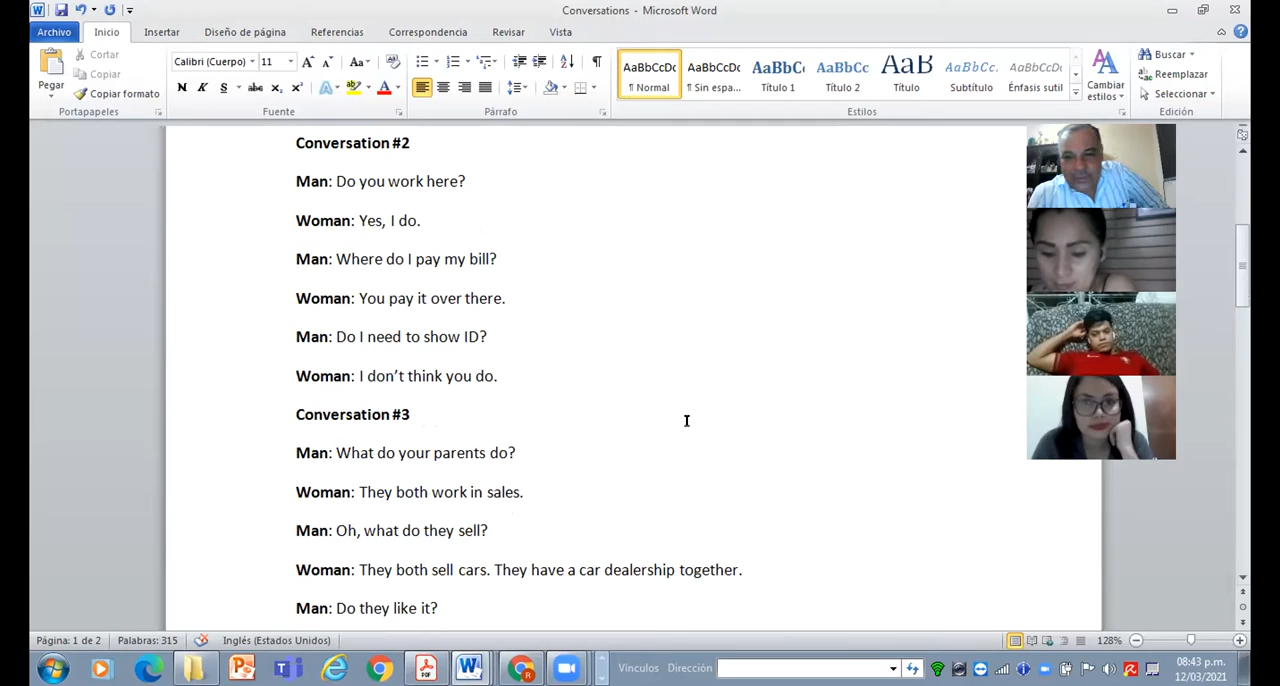 Conversations - Microsoft Word
Archivo Inicio Insertar Diseño de página Referencias Correspondencia Revisar Vista
Pegar
Cortar
Copiar
Copiar formato
Portapapeles
Calibri (Cuerpo) 11
N K S abc x₂ x²
Fuente
Párrafo
AaBbCcDc AaBbCcDc AaBbC AaBbCc AaB AaBbCc. AaBbCcDc
¶ Normal ¶ Sin espa... Título 1 Título 2 Título Subtítulo Énfasis sutil
Cambiar estilos
Estilos
Buscar
Reemplazar
Seleccionar
Edición
Conversation #2
Man: Do you work here?
Woman: Yes, I do.
Man: Where do I pay my bill?
Woman: You pay it over there.
Man: Do I need to show ID?
Woman: I don’t think you do.
Conversation #3
Man: What do your parents do?
Woman: They both work in sales.
Man: Oh, what do they sell?
Woman: They both sell cars. They have a car dealership together.
Man: Do they like it?
Página: 1 de 2 Palabras: 315 Inglés (Estados Unidos) 128%
Vínculos Dirección 08:43 p.m.
12/03/2021